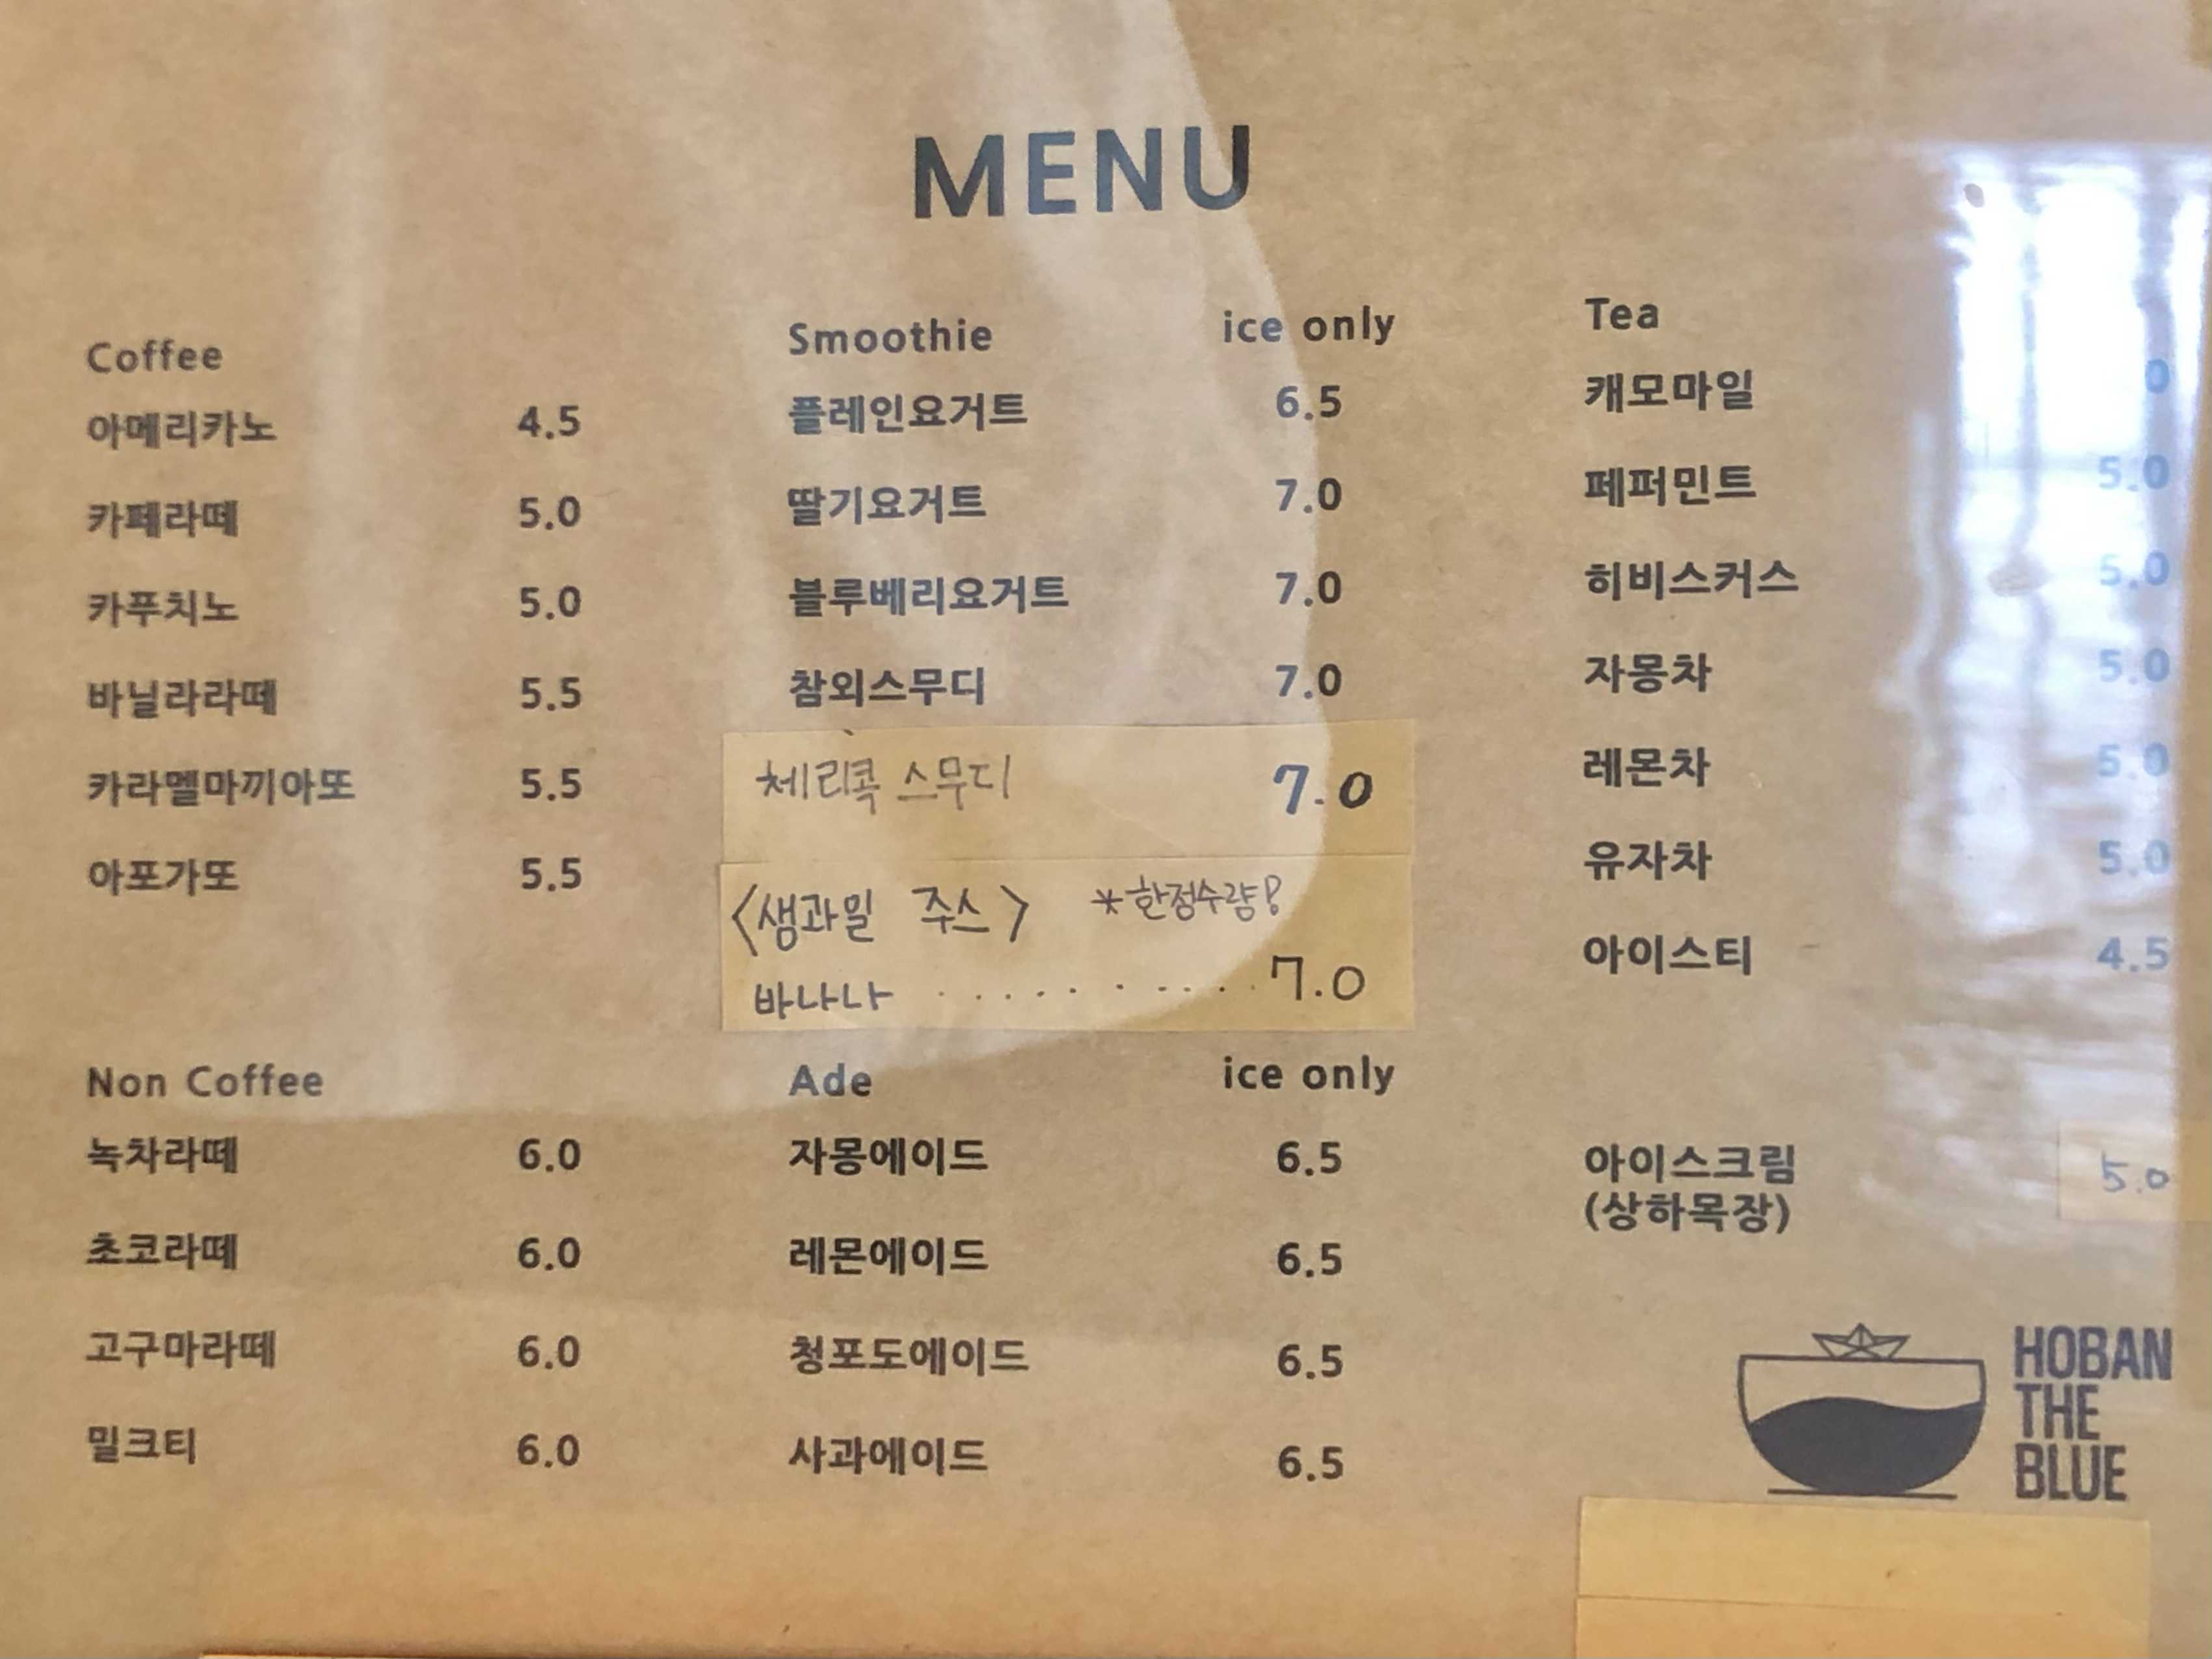 MENU
Coffee
아메리카노 4.5
카페라떼 5.0
카푸치노 5.0
바닐라라떼 5.5
카라멜마끼아또 5.5
아포가또 5.5
Non Coffee
녹차라떼 6.0
초코라떼 6.0
고구마라떼 6.0
밀크티 6.0
Smoothie ice only
플레인요거트 6.5
딸기요거트 7.0
블루베리요거트 7.0
참외스무디 7.0
체리콕 스무디 7.0
<생과일 주스> *한정수량!
바나나 .......... 7.0
Ade ice only
자몽에이드 6.5
레몬에이드 6.5
청포도에이드 6.5
사과에이드 6.5
Tea
캐모마일
페퍼민트 5.0
히비스커스 5.0
자몽차 5.0
레몬차 5.0
유자차 5.0
아이스티 4.5
아이스크림 5.0
(상하목장)
HOBAN
THE
BLUE